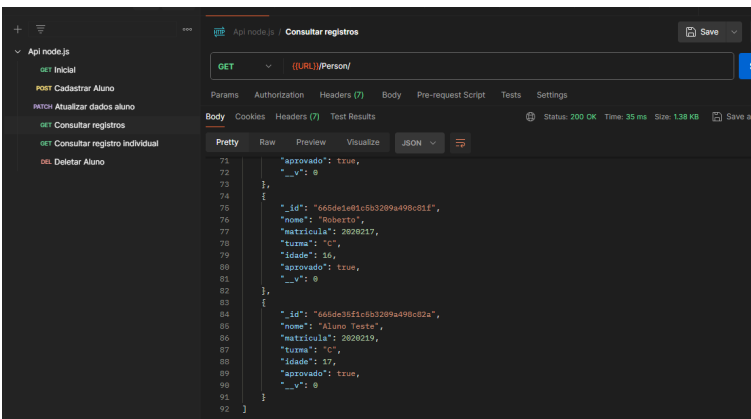 + ooo
Api node.js
GET Inicial
POST Cadastrar Aluno
PATCH Atualizar dados aluno
GET Consultar registros
GET Consultar registro individual
DEL Deletar Aluno
HTTP Api node.js / Consultar registros Save
GET {{URL}}/Person/
Params Authorization Headers (7) Body Pre-request Script Tests Settings
Body Cookies Headers (7) Test Results Status: 200 OK Time: 35 ms Size: 1.38 KB Save a
Pretty Raw Preview Visualize JSON
71 "aprovado": true,
72 "__v": 0
73 },
74 {
75 "_id": "665de1e01c5b3209a498c81f",
76 "nome": "Roberto",
77 "matricula": 2020217,
78 "turma": "C",
79 "idade": 16,
80 "aprovado": true,
81 "__v": 0
82 },
83 {
84 "_id": "665de35f1c5b3209a498c82a",
85 "nome": "Aluno Teste",
86 "matricula": 2020219,
87 "turma": "C",
88 "idade": 17,
89 "aprovado": true,
90 "__v": 0
91 }
92 ]